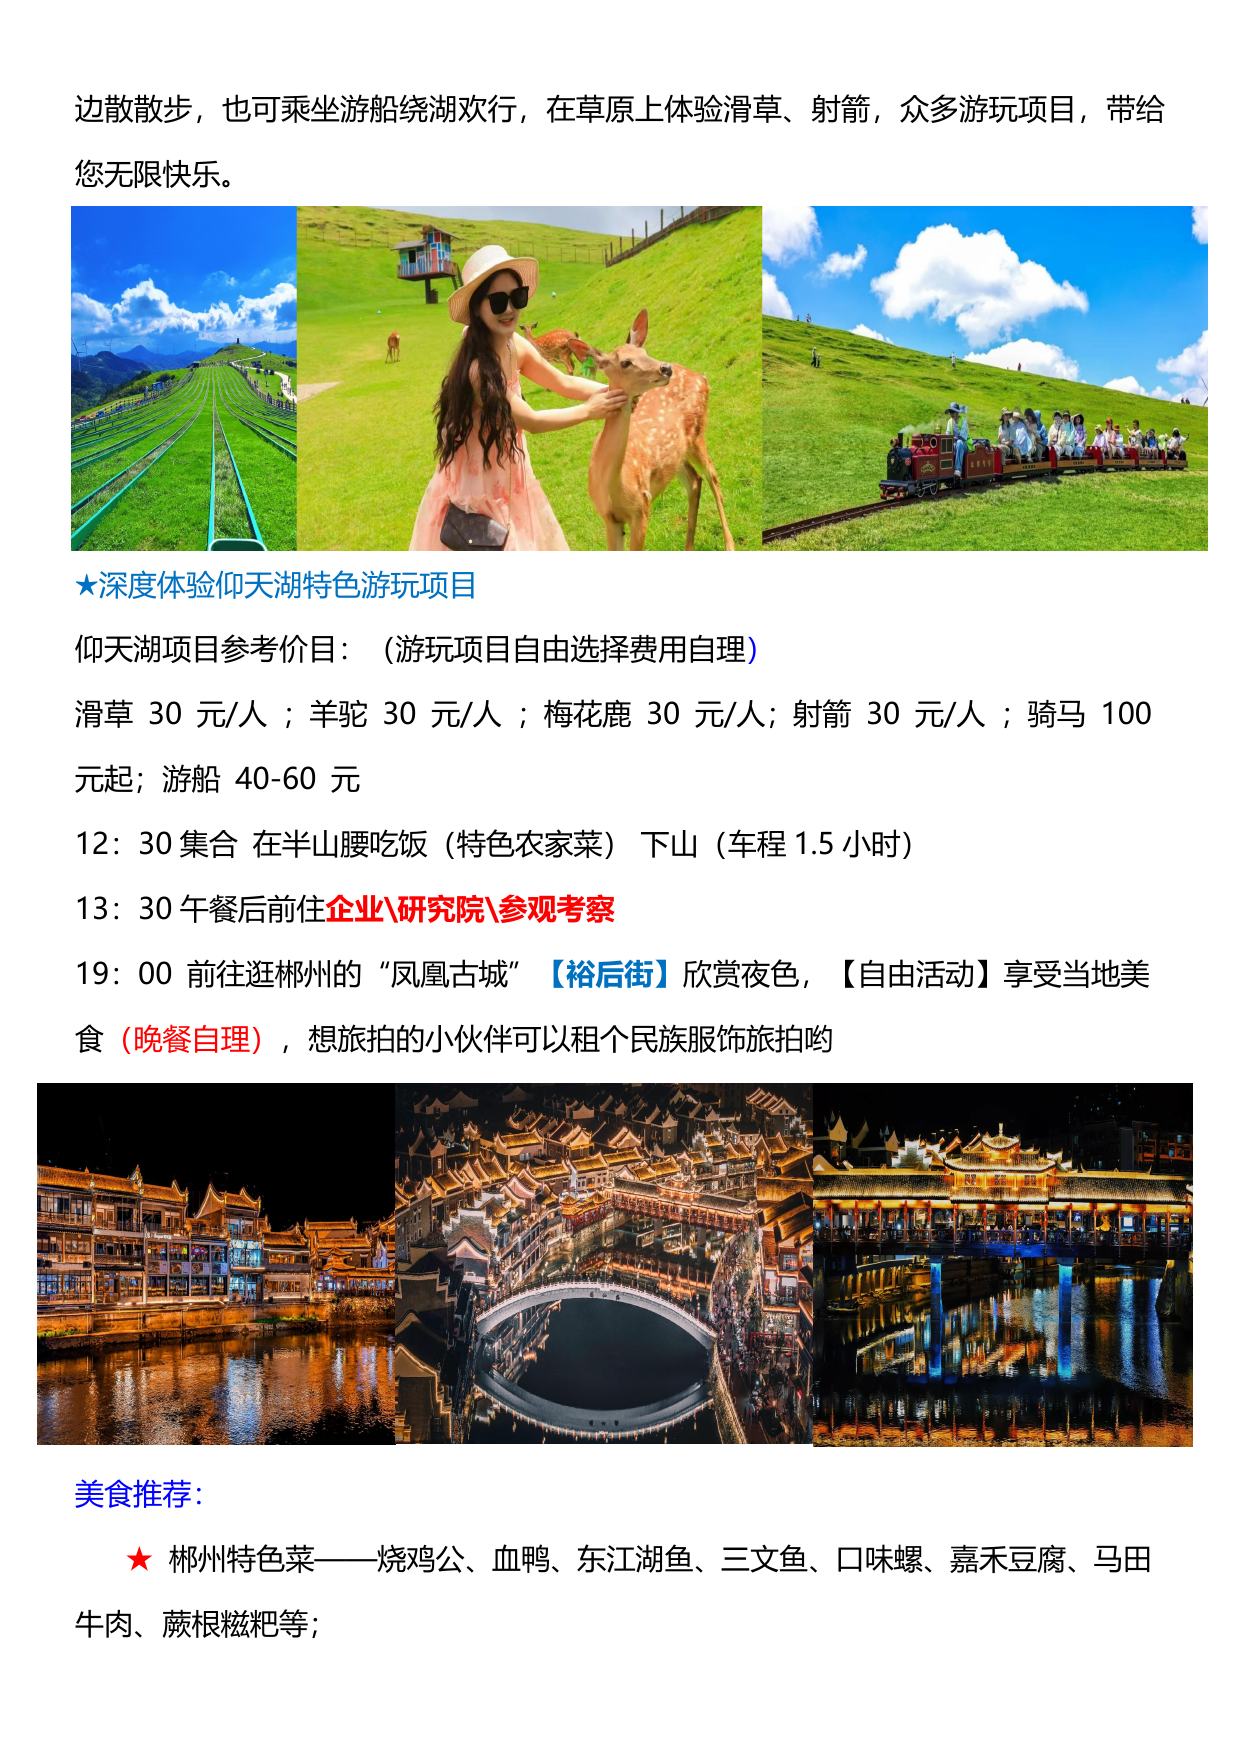 边散散步，也可乘坐游船绕湖欢行，在草原上体验滑草、射箭，众多游玩项目，带给
您无限快乐。
★深度体验仰天湖特色游玩项目
仰天湖项目参考价目：（游玩项目自由选择费用自理）
滑草 30 元/人 ；羊驼 30 元/人 ；梅花鹿 30 元/人；射箭 30 元/人 ；骑马 100
元起；游船 40-60 元
12：30 集合 在半山腰吃饭（特色农家菜） 下山（车程 1.5 小时）
13：30 午餐后前住企业\研究院\参观考察
19：00 前往逛郴州的“凤凰古城”【裕后街】欣赏夜色，【自由活动】享受当地美
食（晚餐自理），想旅拍的小伙伴可以租个民族服饰旅拍哟
美食推荐：
★ 郴州特色菜——烧鸡公、血鸭、东江湖鱼、三文鱼、口味螺、嘉禾豆腐、马田
牛肉、蕨根糍粑等；